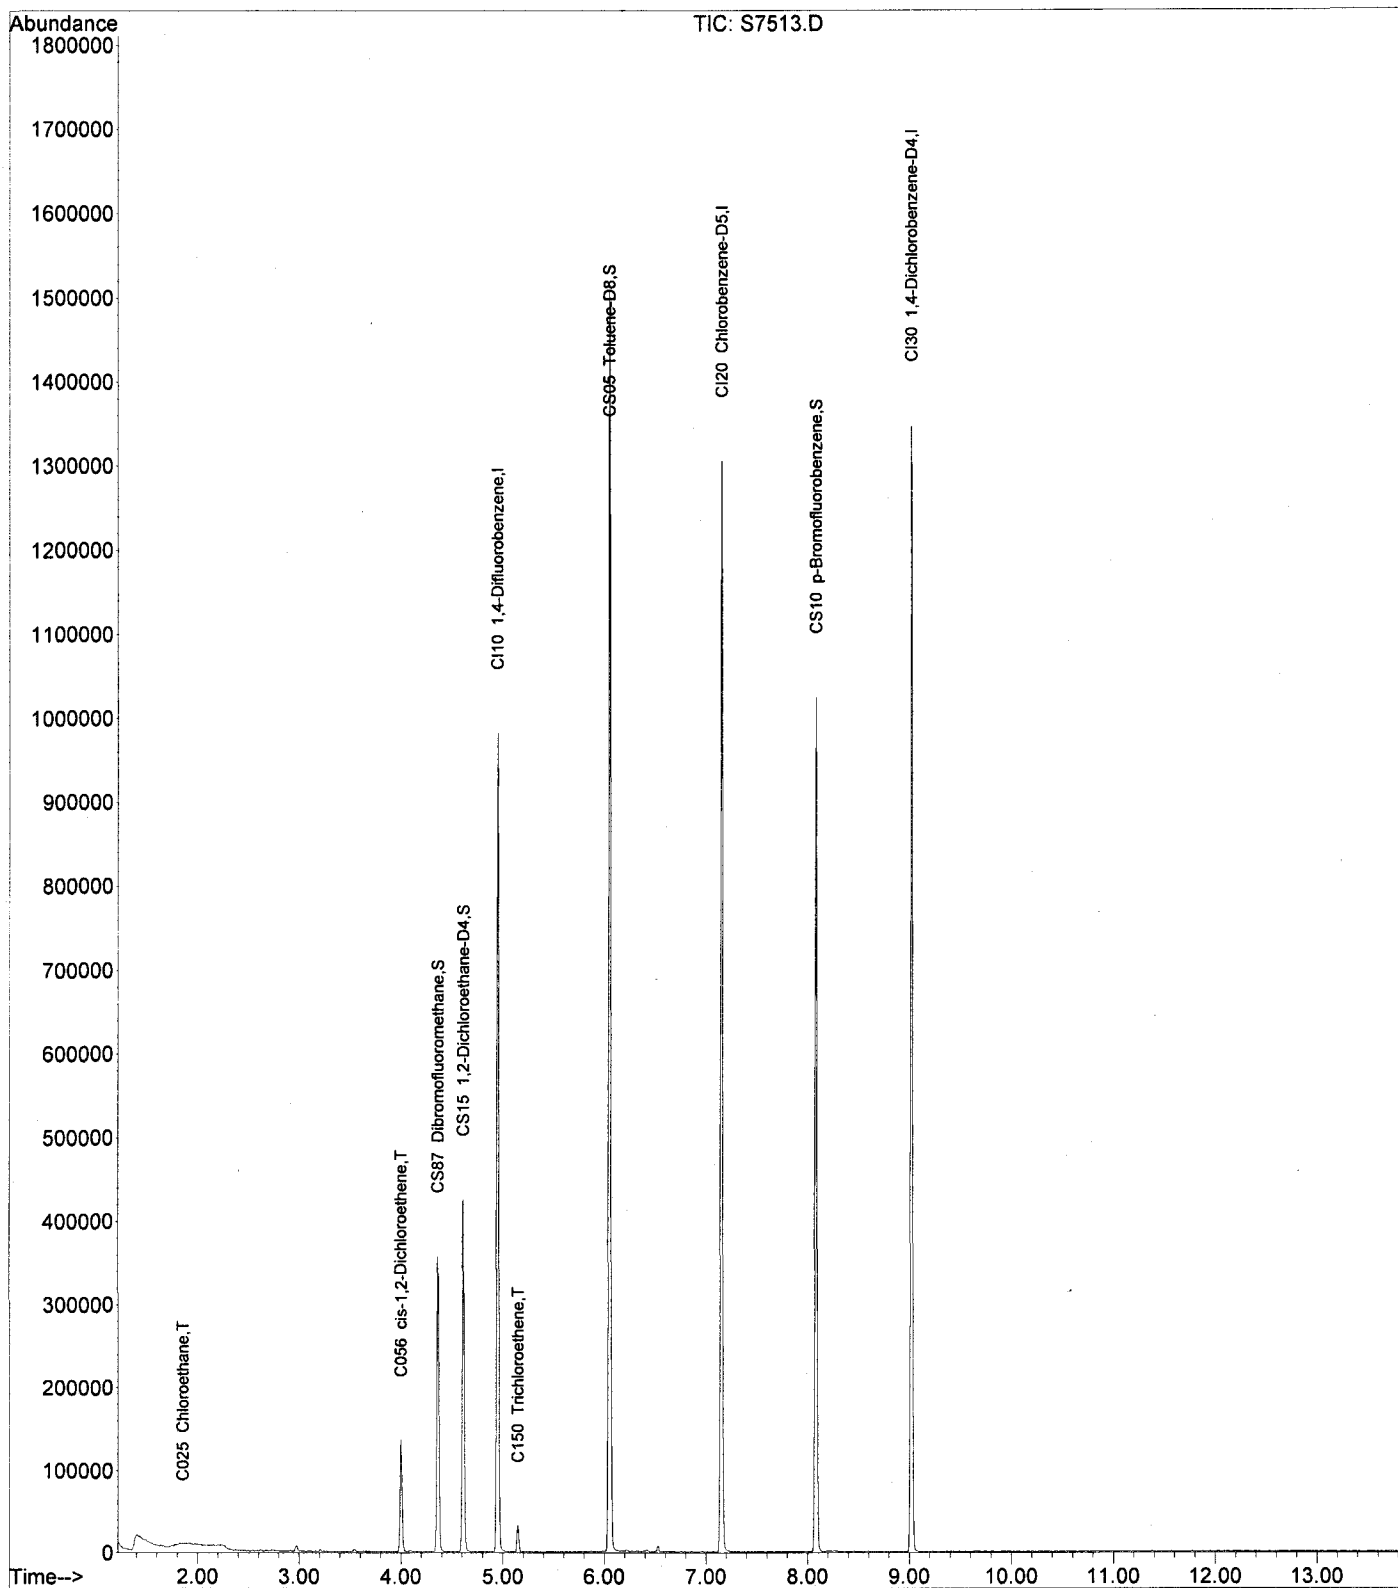 Abundance
TIC: S7513.D
1800000
1700000
1600000
1500000
1400000
1300000
1200000
1100000
1000000
900000
800000
700000
600000
500000
400000
300000
200000
100000
0
C025 Chloroethane,T
C056 cis-1,2-Dichloroethene,T
CS87 Dibromofluoromethane,S
CS15 1,2-Dichloroethane-D4,S
CI10 1,4-Difluorobenzene,I
C150 Trichloroethene,T
CS05 Toluene-D8,S
CI20 Chlorobenzene-D5,I
CS10 p-Bromofluorobenzene,S
CI30 1,4-Dichlorobenzene-D4,I
Time--> 2.00 3.00 4.00 5.00 6.00 7.00 8.00 9.00 10.00 11.00 12.00 13.00